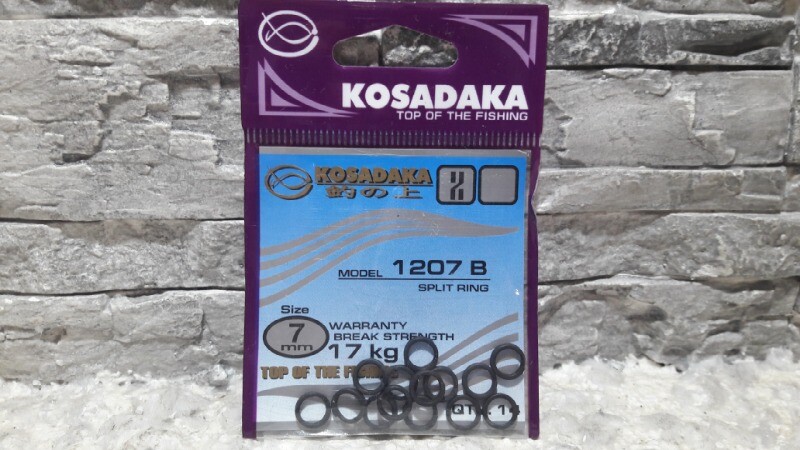 KOSADAKA
TOP OF THE FISHING
KOSADAKA
釣の上
MODEL 1207 B
SPLIT RING
Size
7
mm
WARRANTY
BREAK STRENGTH
17 kg
TOP OF THE FISHING
QTY. 14